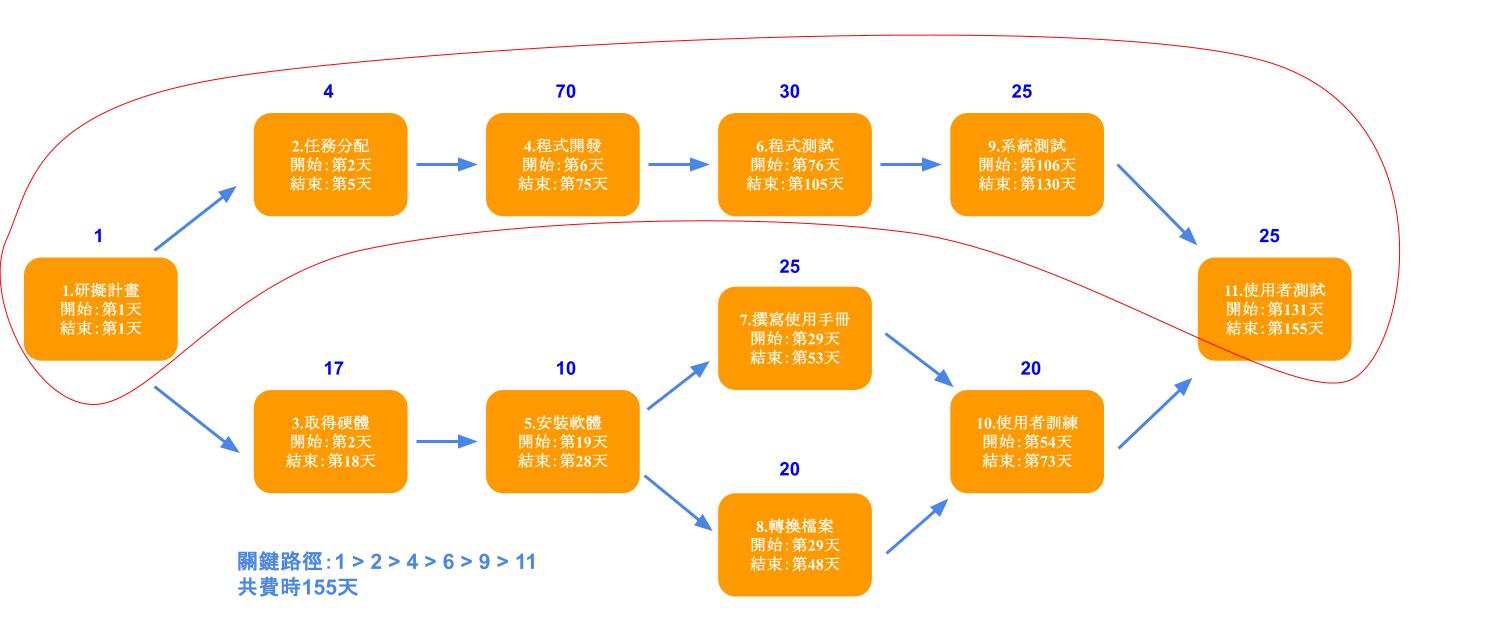 4
2.任務分配
開始:第2天
結束:第5天
70
4.程式開發
開始:第6天
結束:第75天
30
6.程式測試
開始:第76天
結束:第105天
25
9.系統測試
開始:第106天
結束:第130天
1
1.研擬計畫
開始:第1天
結束:第1天
25
11.使用者測試
開始:第131天
結束:第155天
25
7.撰寫使用手冊
開始:第29天
結束:第53天
17
3.取得硬體
開始:第2天
結束:第18天
10
5.安裝軟體
開始:第19天
結束:第28天
20
10.使用者訓練
開始:第54天
結束:第73天
20
8.轉換檔案
開始:第29天
結束:第48天
關鍵路徑:1 > 2 > 4 > 6 > 9 > 11
共費時155天